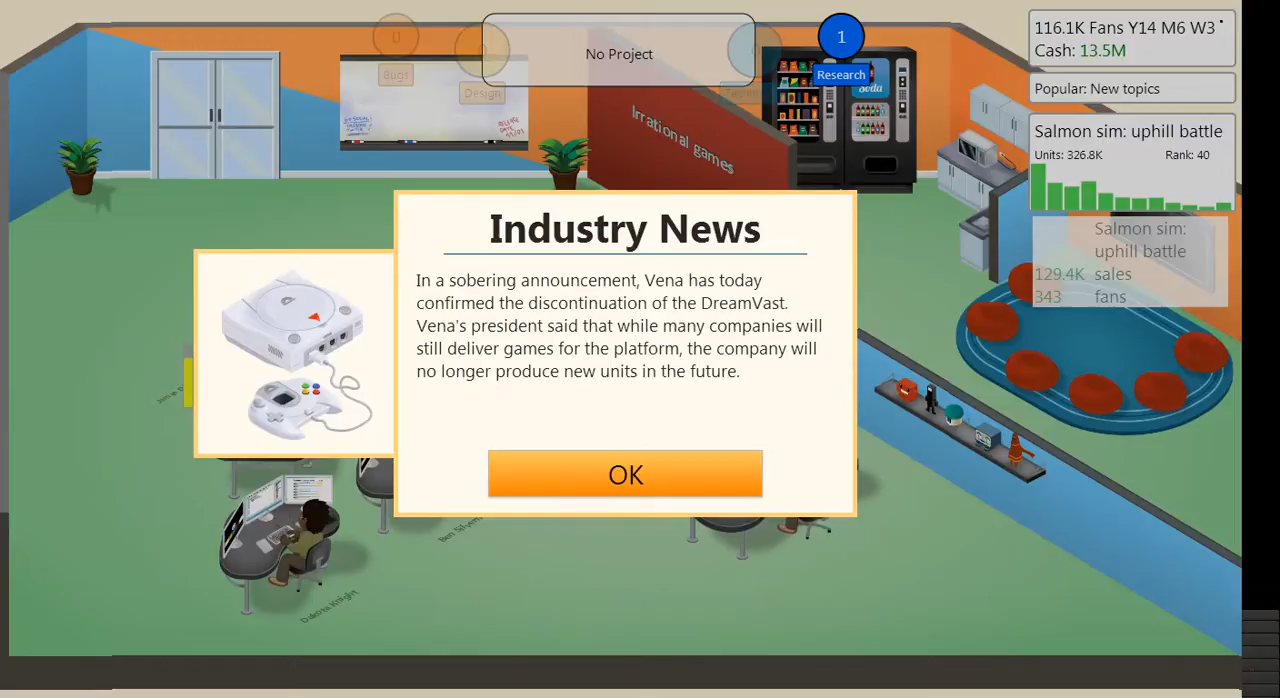 116.1K Fans Y14 M6 W3
Cash: 13.5M
No Project
1
Research
Bugs
Design
Soda
Popular: New topics
Irrational games
Salmon sim: uphill battle
Units: 326.8K Rank: 40
Salmon sim:
uphill battle
129.4K sales
343 fans
Industry News
In a sobering announcement, Vena has today
confirmed the discontinuation of the DreamVast.
Vena's president said that while many companies will
still deliver games for the platform, the company will
no longer produce new units in the future.
OK
Dakota Knight